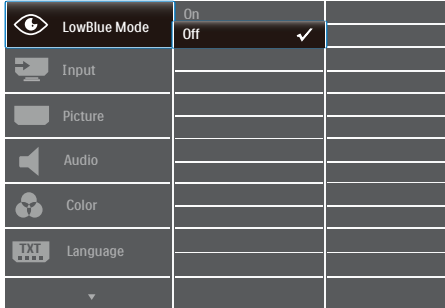 LowBlue Mode
On
Off
Input
Picture
Audio
Color
TXT
Language